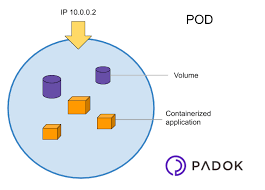 IP 10.0.0.2
POD
Volume
Containerized
application
PADOK